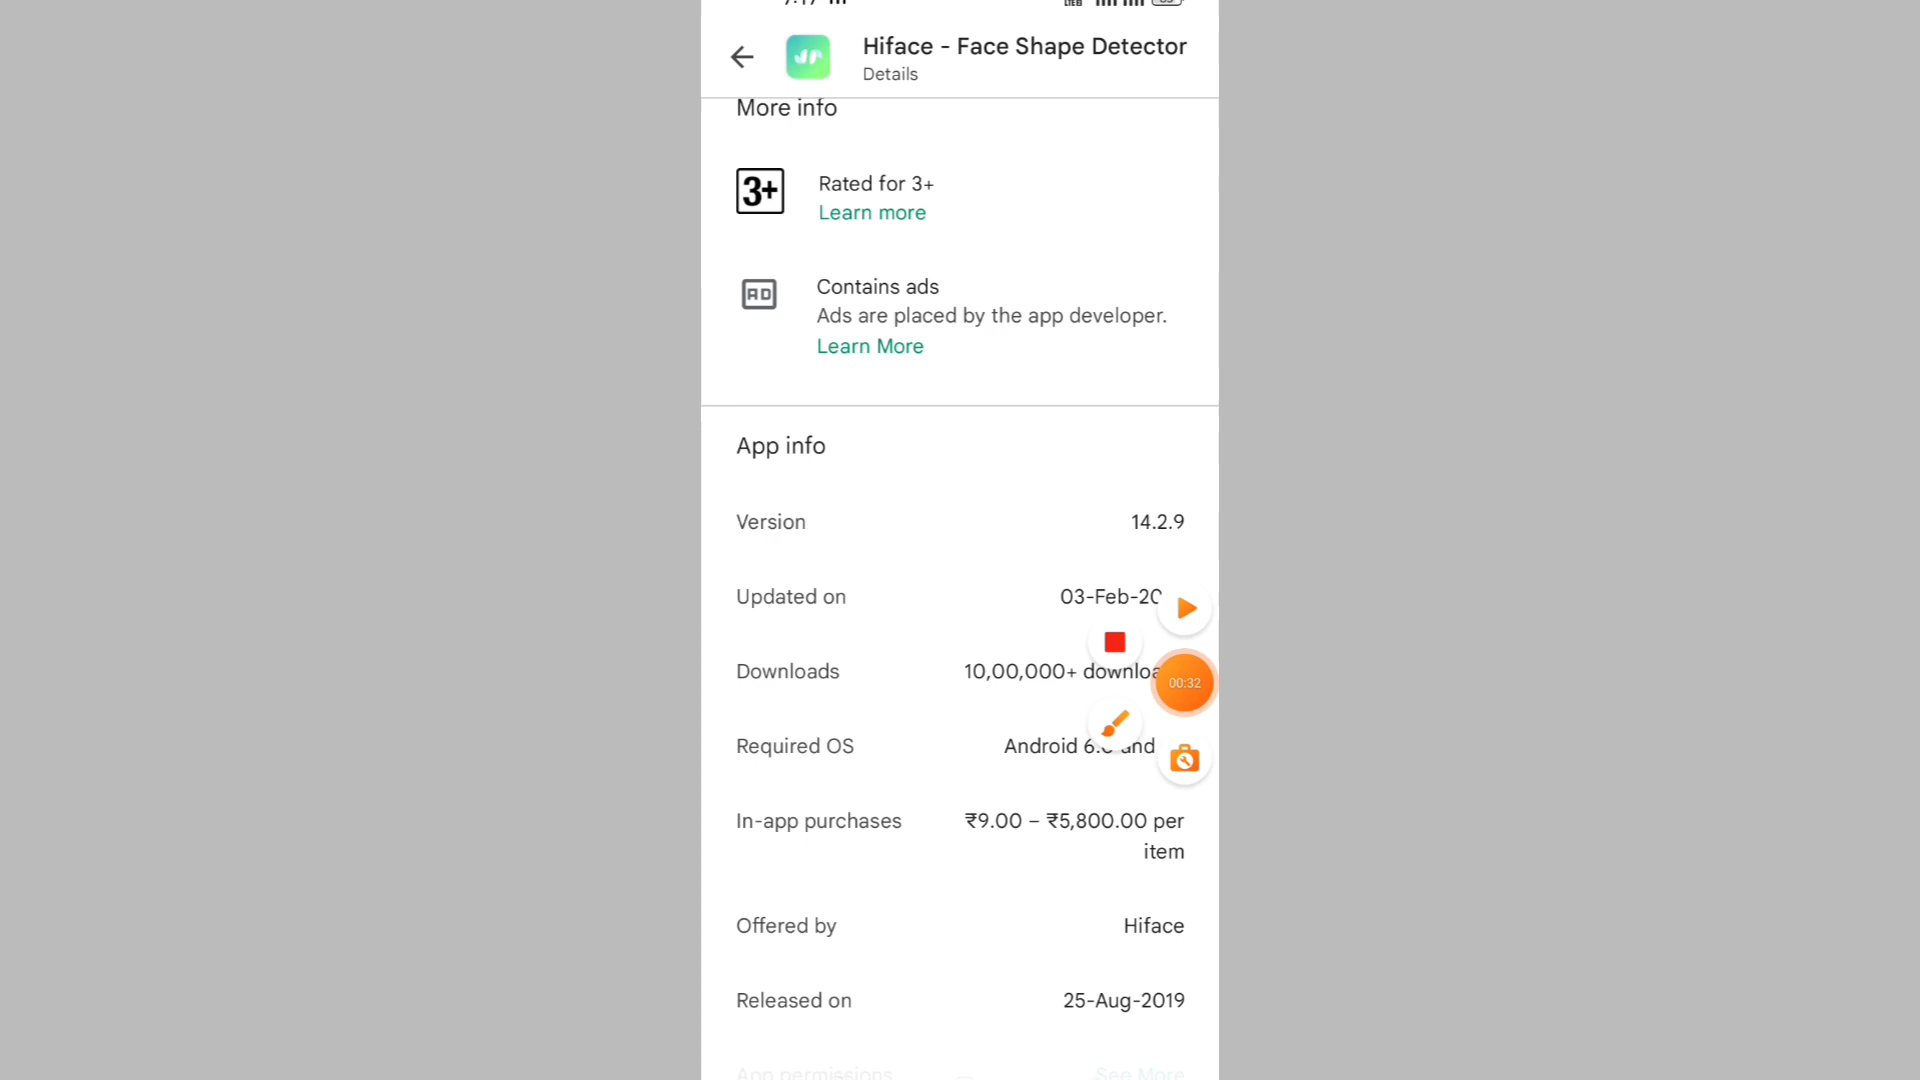 Hiface - Face Shape Detector
Details
More info
3+
Rated for 3+
Learn more
AD
Contains ads
Ads are placed by the app developer.
Learn More
App info
Version 14.2.9
Updated on 03-Feb-20
Downloads 10,00,000+
00:32
Required OS Android and
In-app purchases ₹9.00 – ₹5,800.00 per
item
Offered by Hiface
Released on 25-Aug-2019
App permissions See More